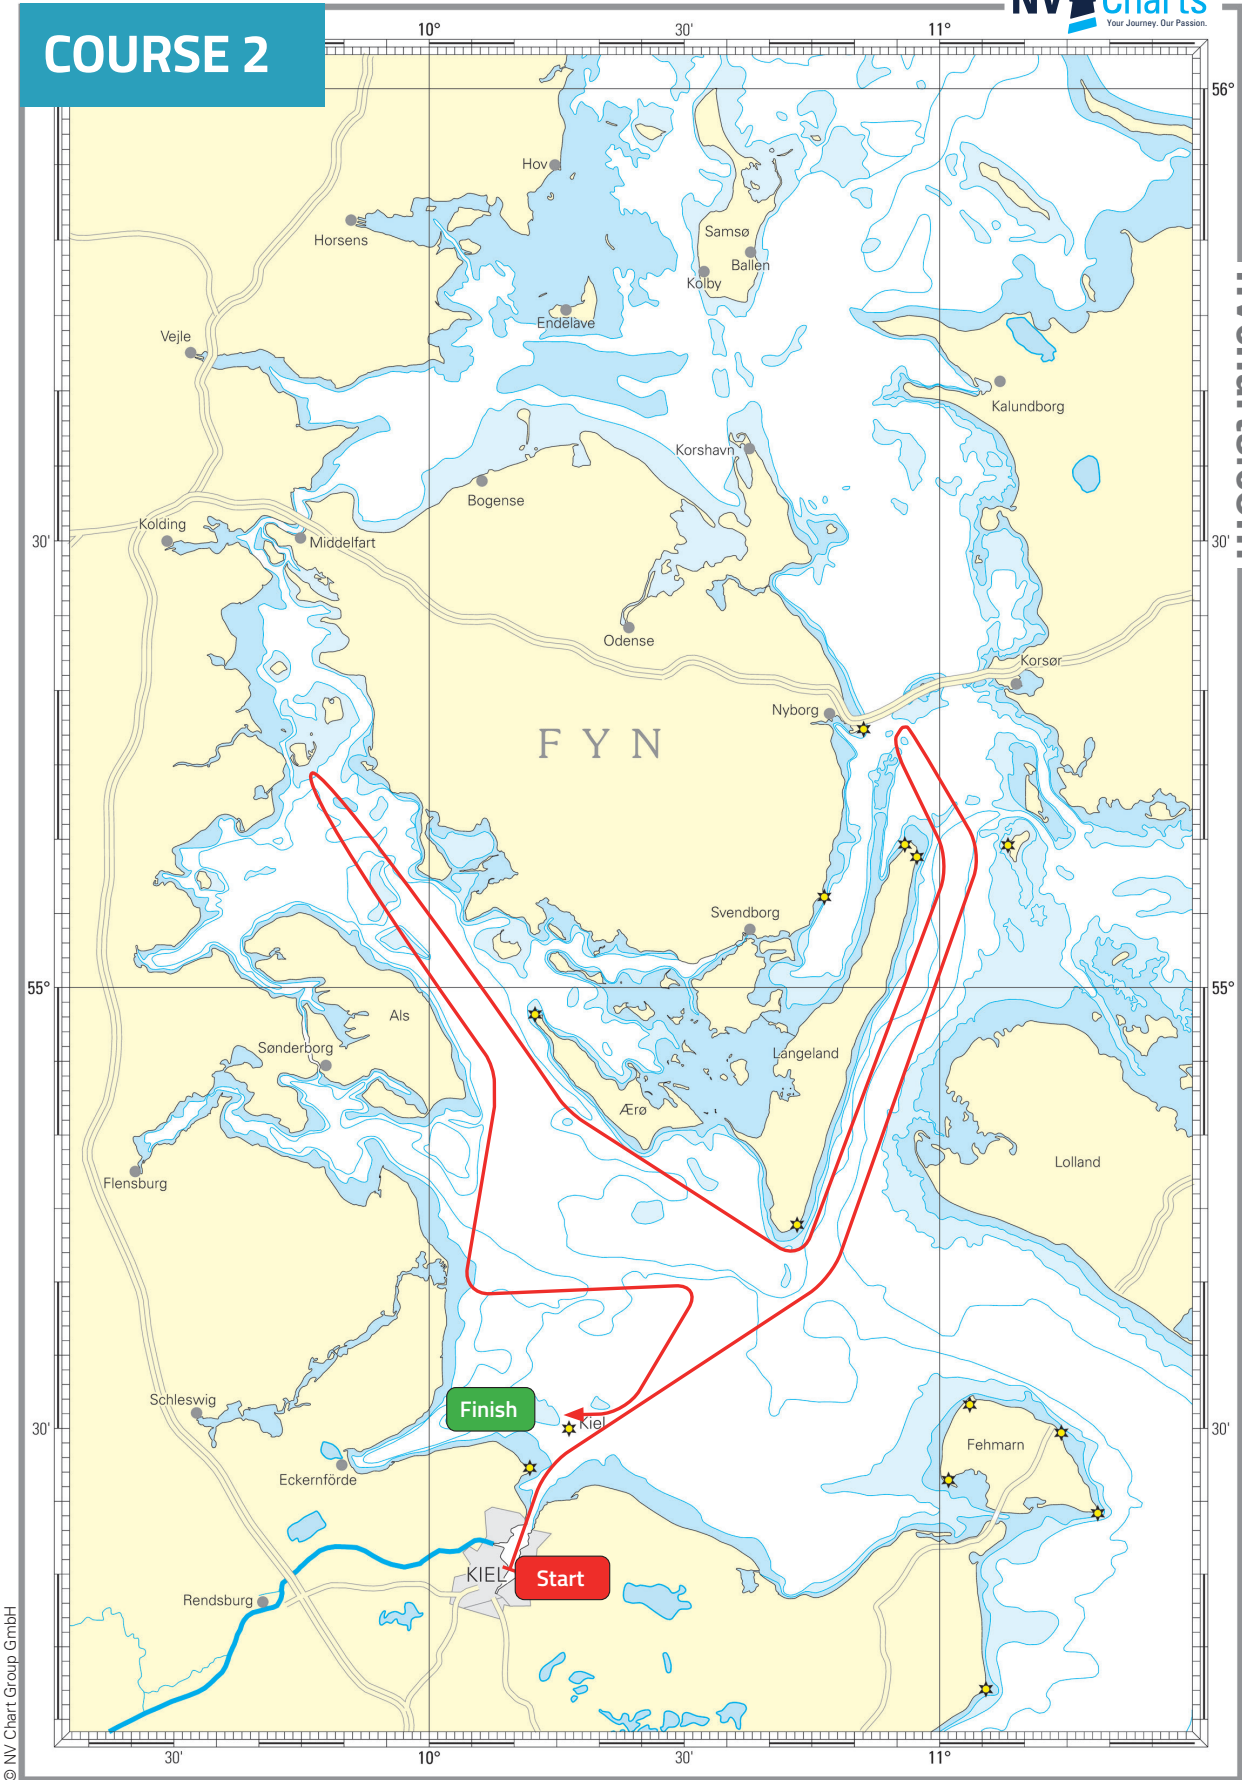 COURSE 2
Charts
Your Journey. Our Passion.
10°
30'
11°
56°
Hov
Horsens
Samsø
Ballen
Kolby
Endelave
Vejle
Kalundborg
Korshavn
Bogense
Kolding
Middelfart
30'
30'
Odense
Korsør
Nyborg
FYN
Svendborg
55°
55°
Als
Sønderborg
Langeland
Ærø
Lolland
Flensburg
Schleswig
Finish
Kiel
30'
Fehmarn
Eckernförde
KIEL
Start
Rendsburg
30'
10°
30'
11°
© NV Chart Group GmbH